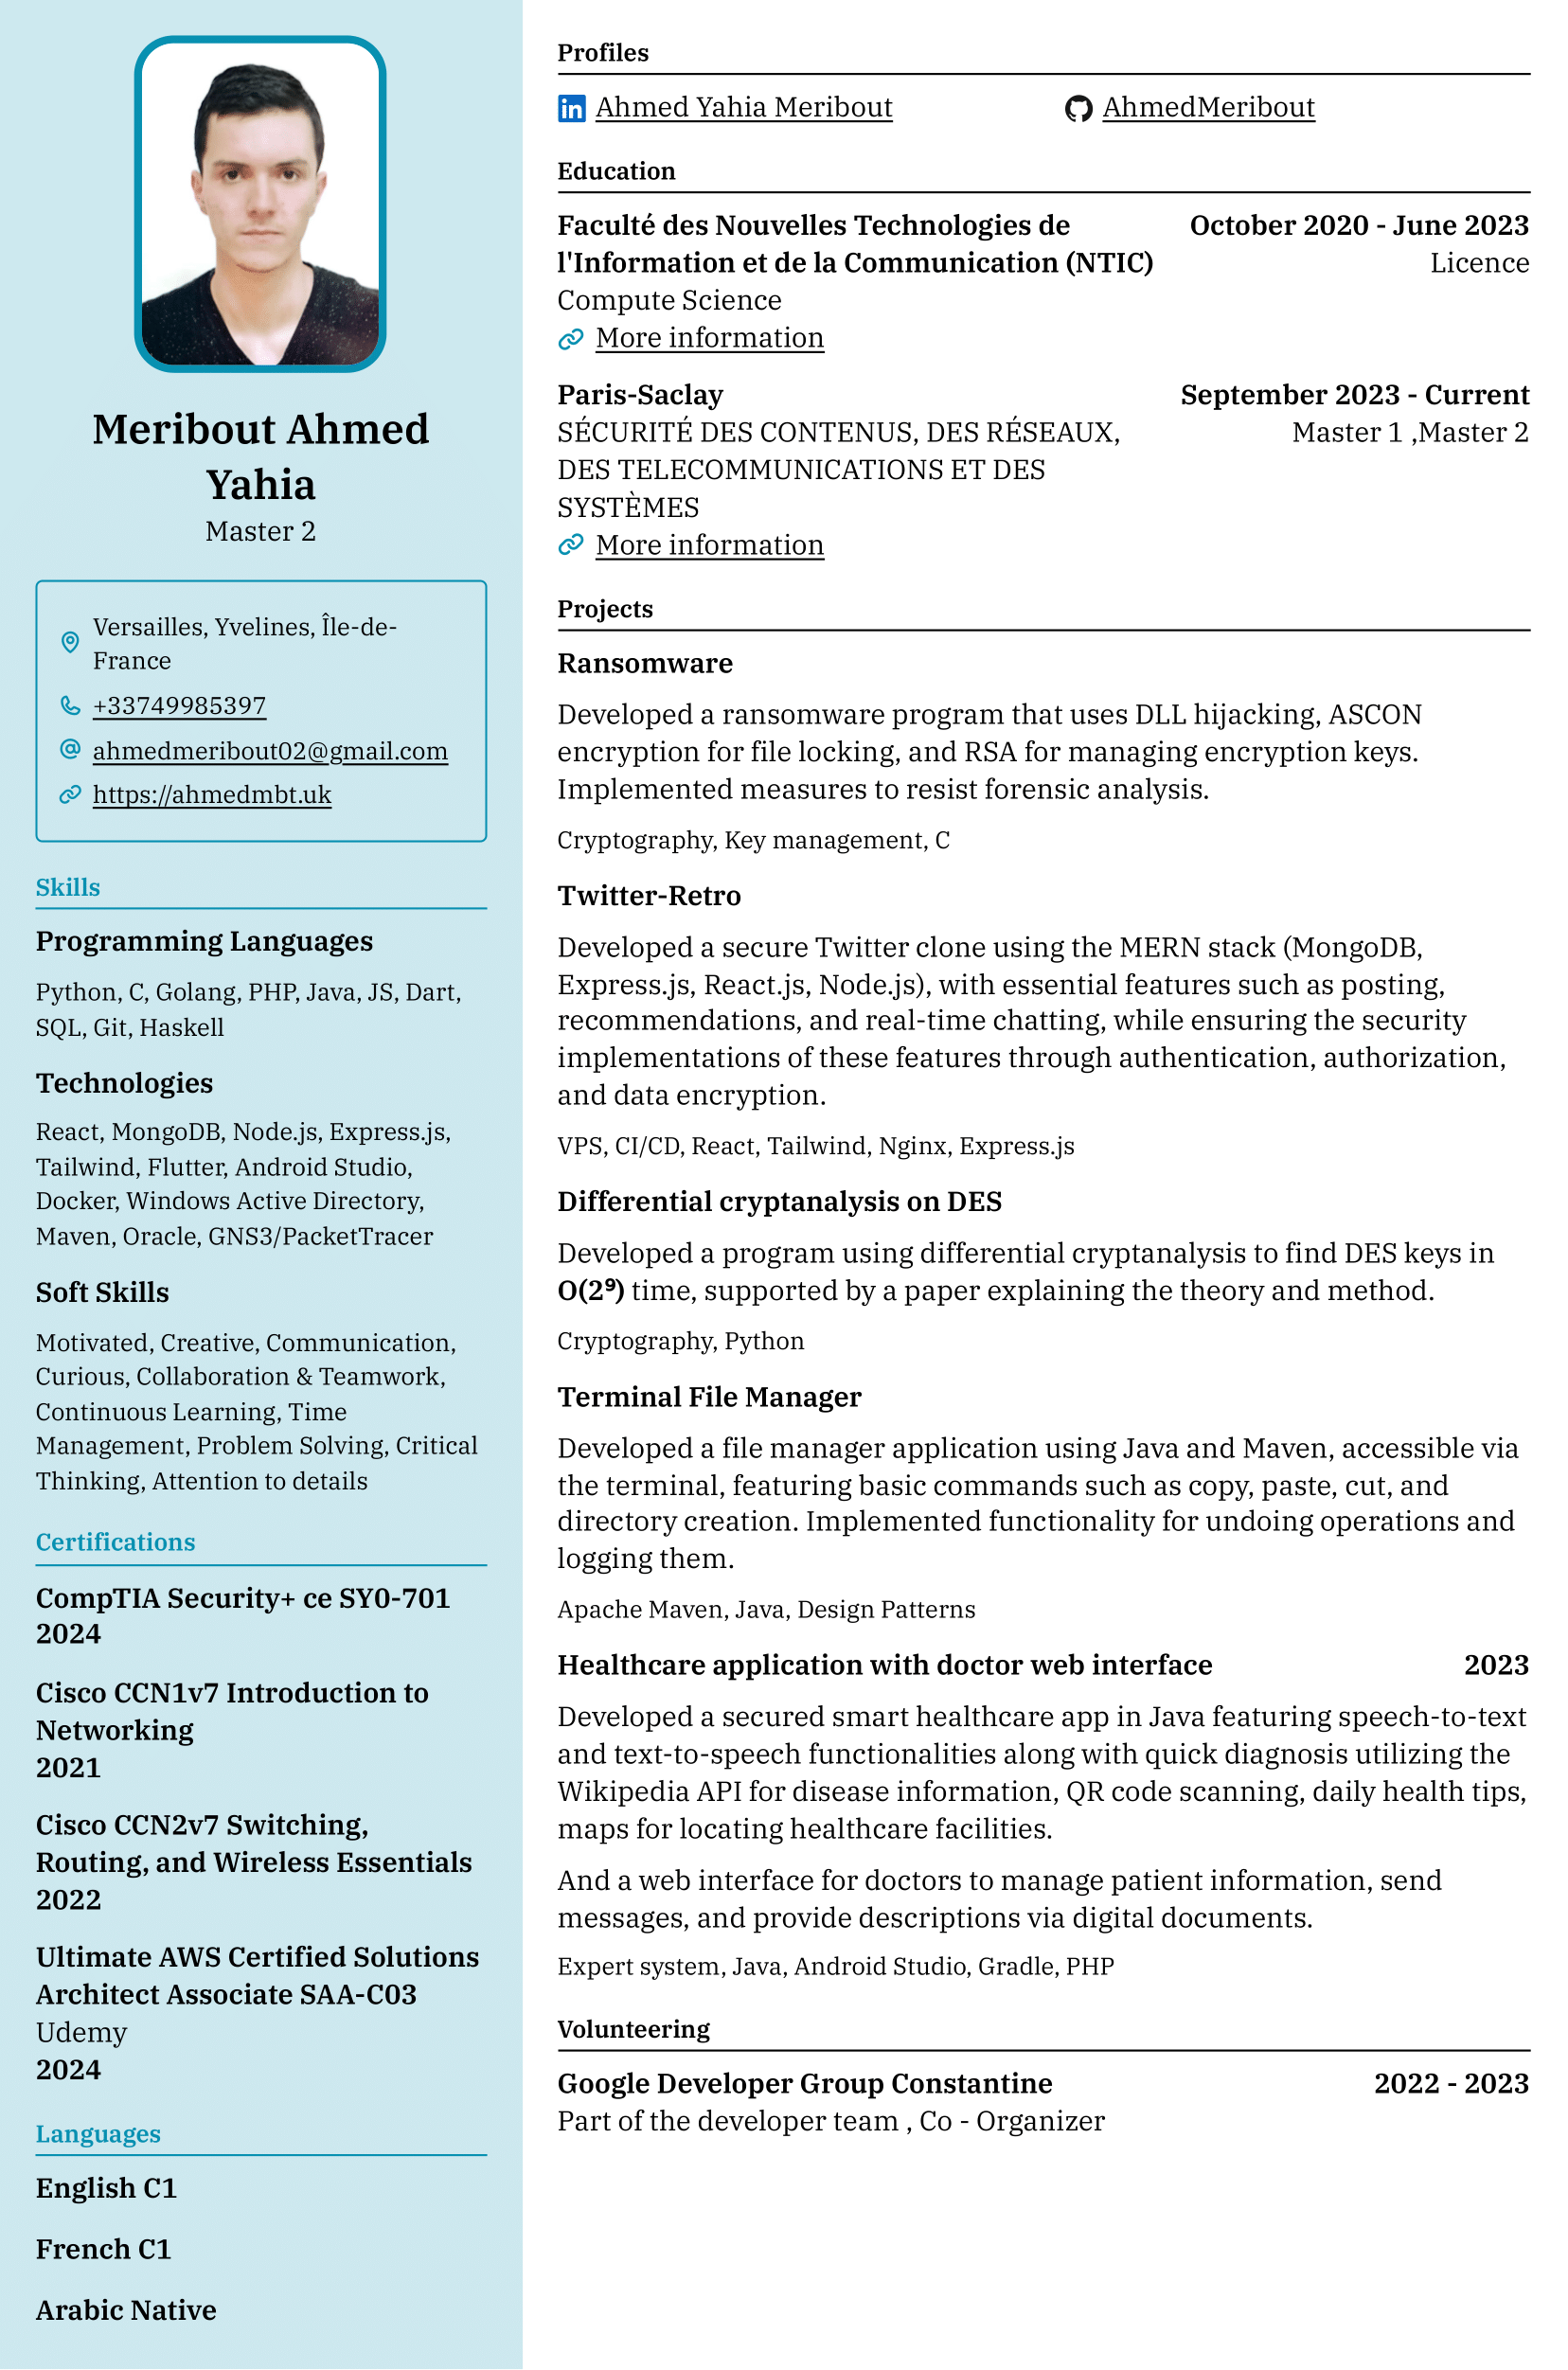 Meribout Ahmed
Yahia
Master 2
Versailles, Yvelines, Île-de-
France
+33749985397
ahmedmeribout02@gmail.com
https://ahmedmbt.uk
Skills
Programming Languages
Python, C, Golang, PHP, Java, JS, Dart,
SQL, Git, Haskell
Technologies
React, MongoDB, Node.js, Express.js,
Tailwind, Flutter, Android Studio,
Docker, Windows Active Directory,
Maven, Oracle, GNS3/PacketTracer
Soft Skills
Motivated, Creative, Communication,
Curious, Collaboration & Teamwork,
Continuous Learning, Time
Management, Problem Solving, Critical
Thinking, Attention to details
Certifications
CompTIA Security+ ce SY0-701
2024
Cisco CCN1v7 Introduction to
Networking
2021
Cisco CCN2v7 Switching,
Routing, and Wireless Essentials
2022
Ultimate AWS Certified Solutions
Architect Associate SAA-C03
Udemy
2024
Languages
English C1
French C1
Arabic Native
Profiles
Ahmed Yahia Meribout AhmedMeribout
Education
Faculté des Nouvelles Technologies de October 2020 - June 2023
l'Information et de la Communication (NTIC) Licence
Compute Science
More information
Paris-Saclay September 2023 - Current
SÉCURITÉ DES CONTENUS, DES RÉSEAUX, Master 1 ,Master 2
DES TELECOMMUNICATIONS ET DES
SYSTÈMES
More information
Projects
Ransomware
Developed a ransomware program that uses DLL hijacking, ASCON
encryption for file locking, and RSA for managing encryption keys.
Implemented measures to resist forensic analysis.
Cryptography, Key management, C
Twitter-Retro
Developed a secure Twitter clone using the MERN stack (MongoDB,
Express.js, React.js, Node.js), with essential features such as posting,
recommendations, and real-time chatting, while ensuring the security
implementations of these features through authentication, authorization,
and data encryption.
VPS, CI/CD, React, Tailwind, Nginx, Express.js
Differential cryptanalysis on DES
Developed a program using differential cryptanalysis to find DES keys in
O(2⁹) time, supported by a paper explaining the theory and method.
Cryptography, Python
Terminal File Manager
Developed a file manager application using Java and Maven, accessible via
the terminal, featuring basic commands such as copy, paste, cut, and
directory creation. Implemented functionality for undoing operations and
logging them.
Apache Maven, Java, Design Patterns
Healthcare application with doctor web interface 2023
Developed a secured smart healthcare app in Java featuring speech-to-text
and text-to-speech functionalities along with quick diagnosis utilizing the
Wikipedia API for disease information, QR code scanning, daily health tips,
maps for locating healthcare facilities.
And a web interface for doctors to manage patient information, send
messages, and provide descriptions via digital documents.
Expert system, Java, Android Studio, Gradle, PHP
Volunteering
Google Developer Group Constantine 2022 - 2023
Part of the developer team , Co - Organizer